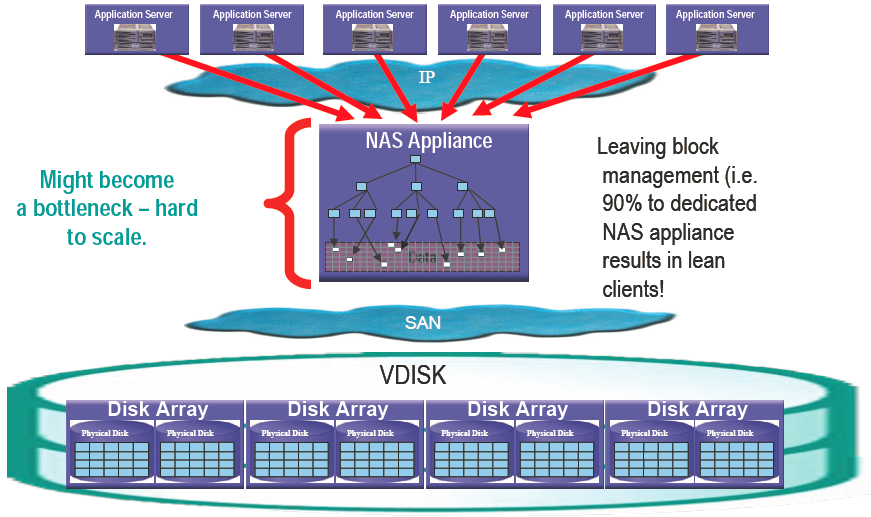 Application Server
Application Server
Application Server
Application Server
Application Server
Application Server
IP
NAS Appliance
Might become
a bottleneck – hard
to scale.
Leaving block
management (i.e.
90% to dedicated
NAS appliance
results in lean
clients!
Data
SAN
VDISK
Disk Array
Disk Array
Disk Array
Disk Array
Physical Disk
Physical Disk
Physical Disk
Physical Disk
Physical Disk
Physical Disk
Physical Disk
Physical Disk